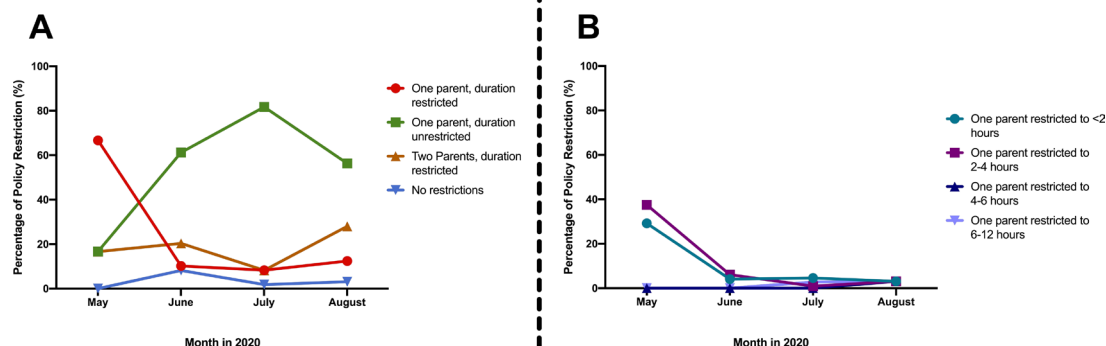 A
Percentage of Policy Restriction (%)
100
80
60
40
20
0
May
June
July
August
Month in 2020
One parent, duration
restricted
One parent, duration
unrestricted
Two Parents, duration
restricted
No restrictions
B
Percentage of Policy Restriction (%)
100
80
60
40
20
0
May
June
July
August
Month in 2020
One parent restricted to <2
hours
One parent restricted to
2-4 hours
One parent restricted to
4-6 hours
One parent restricted to
6-12 hours